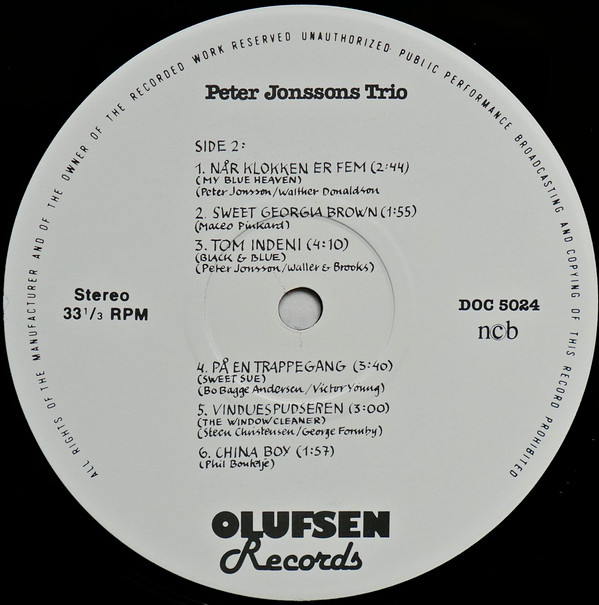 ALL RIGHTS OF THE MANUFACTURER AND OF THE OWNER OF THE RECORDED WORK RESERVED UNAUTHORIZED PUBLIC PERFORMANCE BROADCASTING AND COPYING OF THIS RECORD PROHIBITED
Peter Jonssons Trio
SIDE 2:
1. NÅR KLOKKEN ER FEM (2:44)
(MY BLUE HEAVEN)
(Peter Jonsson/Walther Donaldson
2. SWEET GEORGIA BROWN (1:55)
(Maceo Pinkard)
3. TOM INDENI (4:10)
(BLACK & BLUE)
(Peter Jonsson/Waller & Brooks)
Stereo
33 1/3 RPM
DOC 5024
ncb
4. PÅ EN TRAPPEGANG (3:40)
(SWEET SUE)
(Bo Bagge Andersen/Victor Young)
5. VINDUESPUDSEREN (3:00)
(THE WINDOW CLEANER)
(Steen Christensen/George Formby)
6. CHINA BOY (1:57)
(Phil Boutelje)
OLUFSEN
Records